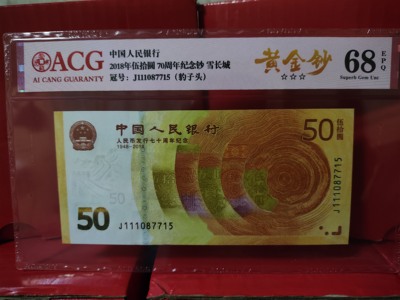 ACG
AI CANG GUARANTY
中国人民银行
2018年伍拾圆 70周年纪念钞 雪长城
冠号: J111087715 (豹子头)
黄金钞
☆☆☆
68
EPQ
Superb Gem Unc
中国人民银行
人民币发行七十周年纪念
1948-2018
50 伍拾圆
J111087715
50
J111087715